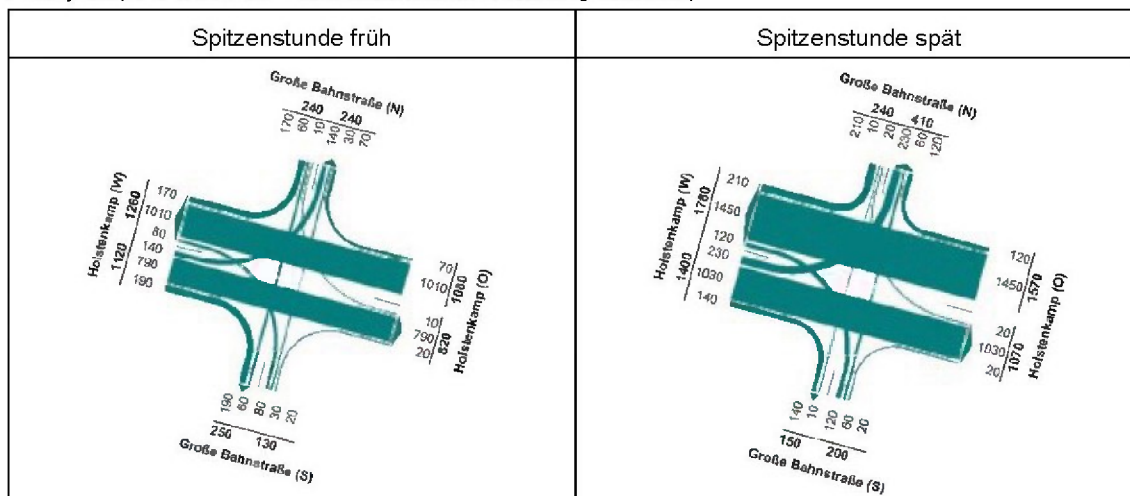 Spitzenstunde früh
Spitzenstunde spät
Große Bahnstraße (N)
240 240
170 60 10 140 30 70
Holstenkamp (W)
1260
1120
170
1010
80
140
790
190
70
1010
1080
10
790
20
820
Holstenkamp (O)
190 60 80 30 20
250 130
Große Bahnstraße (S)
Große Bahnstraße (N)
240 410
210 10 20 230 60 120
Holstenkamp (W)
1780
1400
210
1450
120
230
1030
140
120
1450
1570
20
1030
20
1070
Holstenkamp (O)
140 10 120 60 20
150 200
Große Bahnstraße (S)